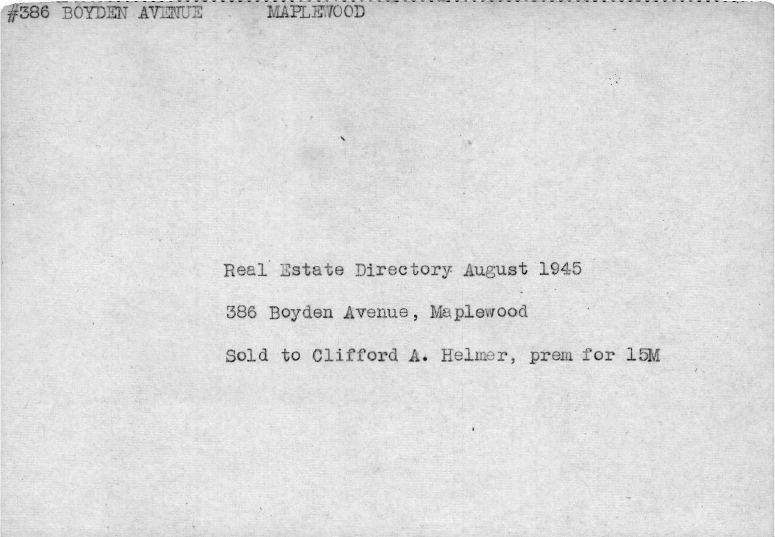 #386 BOYDEN AVENUE MAPLEWOOD
Real Estate Directory August 1945
386 Boyden Avenue, Maplewood
Sold to Clifford A. Helmer, prem for 15M